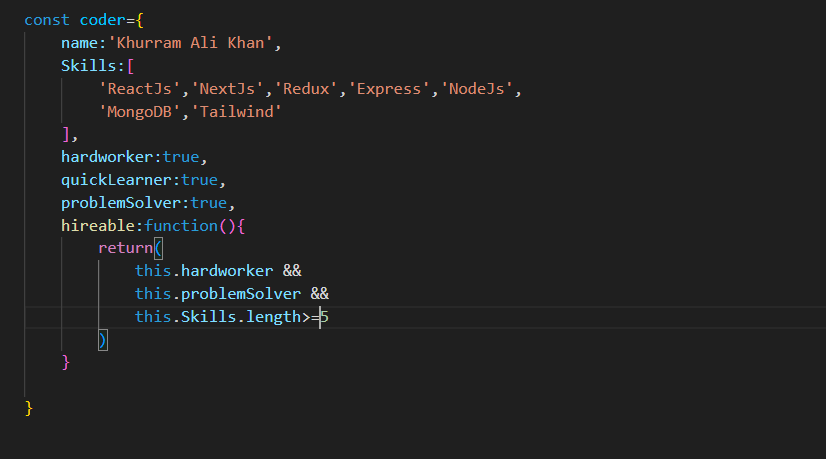 const coder={
name:'Khurram Ali Khan',
Skills:[
'ReactJs','NextJs','Redux','Express','NodeJs',
'MongoDB','Tailwind'
],
hardworker:true,
quickLearner:true,
problemSolver:true,
hireable:function(){
return(
this.hardworker &&
this.problemSolver &&
this.Skills.length>=5
)
}
}